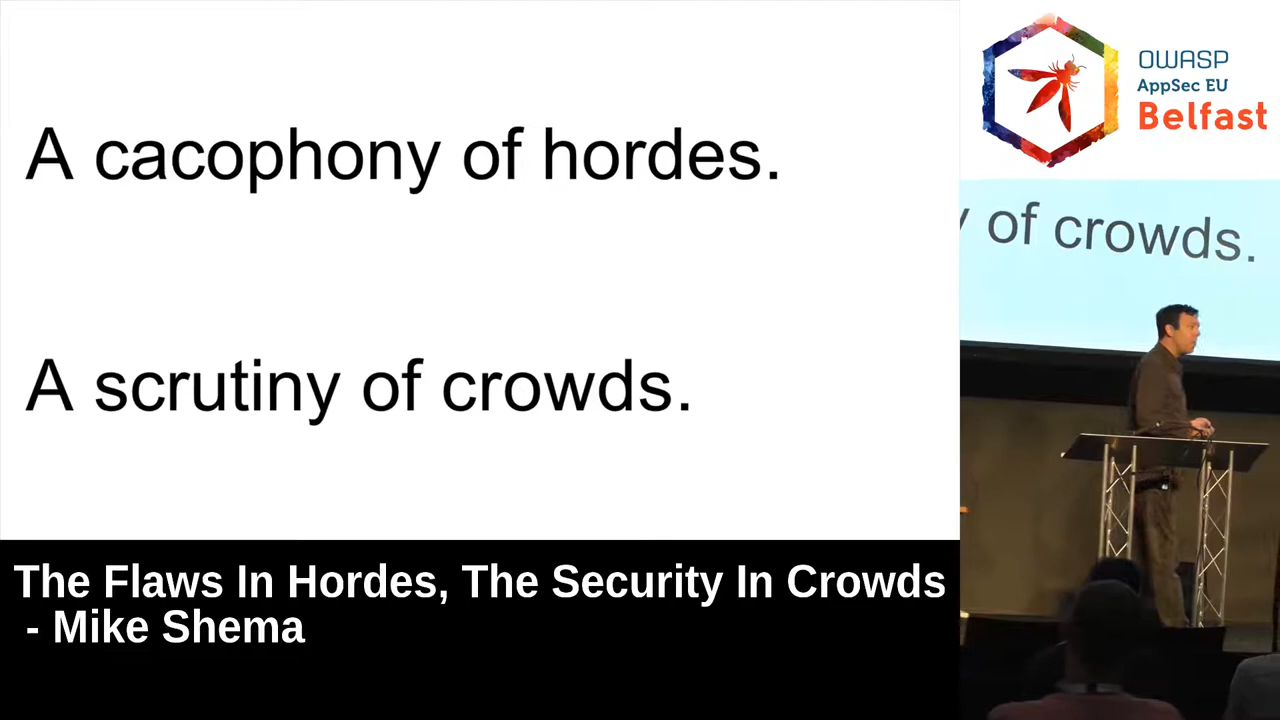 A cacophony of hordes.
A scrutiny of crowds.
The Flaws In Hordes, The Security In Crowds
- Mike Shema
OWASP
AppSec EU
Belfast
y of crowds.